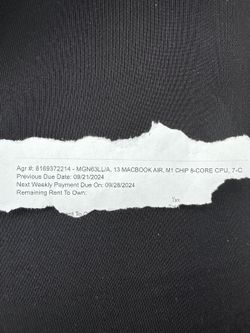 Agr #: 8169372214 - MGN63LL/A, 13 MACBOOK AIR, M1 CHIP 8-CORE CPU, 7-C
Previous Due Date: 09/21/2024
Next Weekly Payment Due On: 09/28/2024
Remaining Rent To Own: